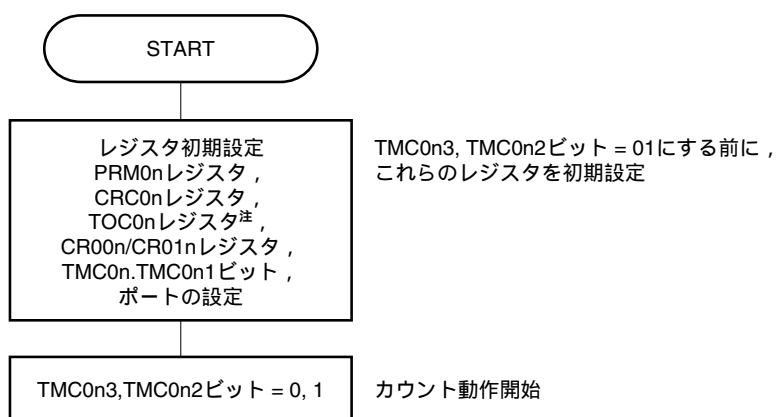 START
レジスタ初期設定
PRM0nレジスタ，
CRC0nレジスタ，
TOC0nレジスタ注，
CR00n/CR01nレジスタ，
TMC0n.TMC0n1ビット，
ポートの設定
TMC0n3, TMC0n2ビット = 01にする前に，
これらのレジスタを初期設定
TMC0n3,TMC0n2ビット = 0, 1
カウント動作開始